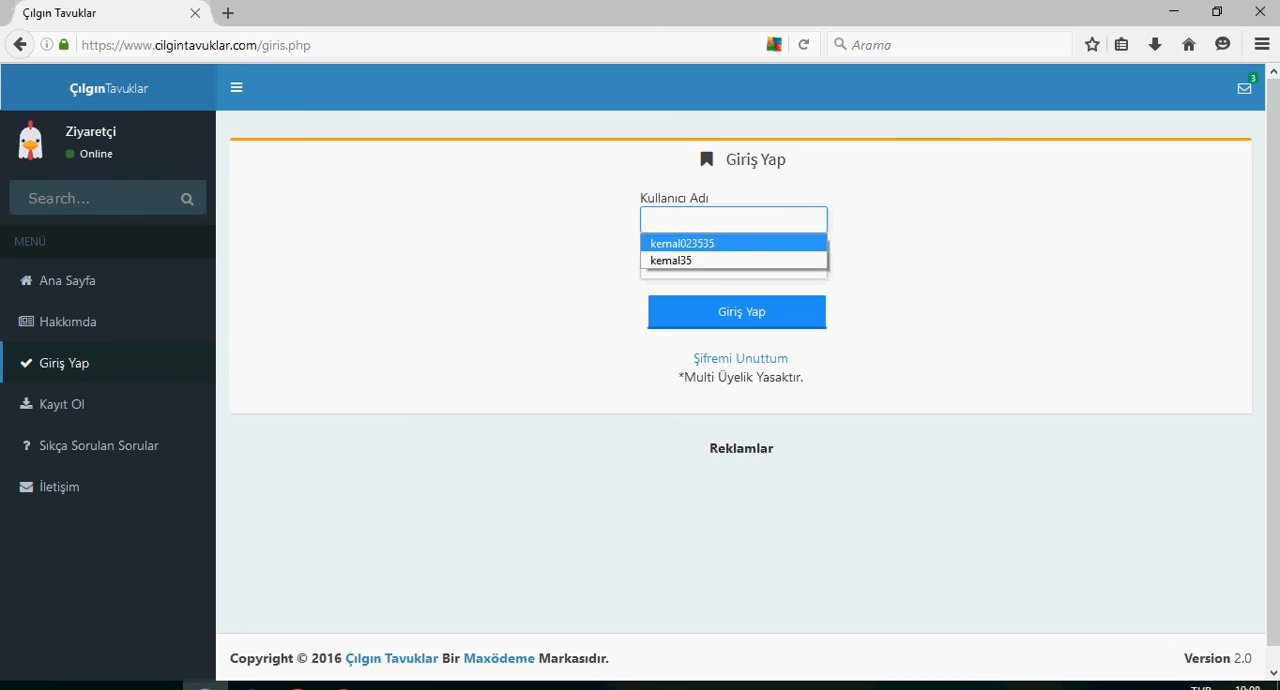 Çılgın Tavuklar
https://www.cilgintavuklar.com/giris.php
Arama
ÇılgınTavuklar
3
Ziyaretçi
Online
Search...
MENÜ
Ana Sayfa
Hakkımda
Giriş Yap
Kayıt Ol
Sıkça Sorulan Sorular
İletişim
Giriş Yap
Kullanıcı Adı
kemal023535
kemal35
Giriş Yap
Şifremi Unuttum
*Multi Üyelik Yasaktır.
Reklamlar
Copyright © 2016 Çılgın Tavuklar Bir Maxödeme Markasıdır.
Version 2.0